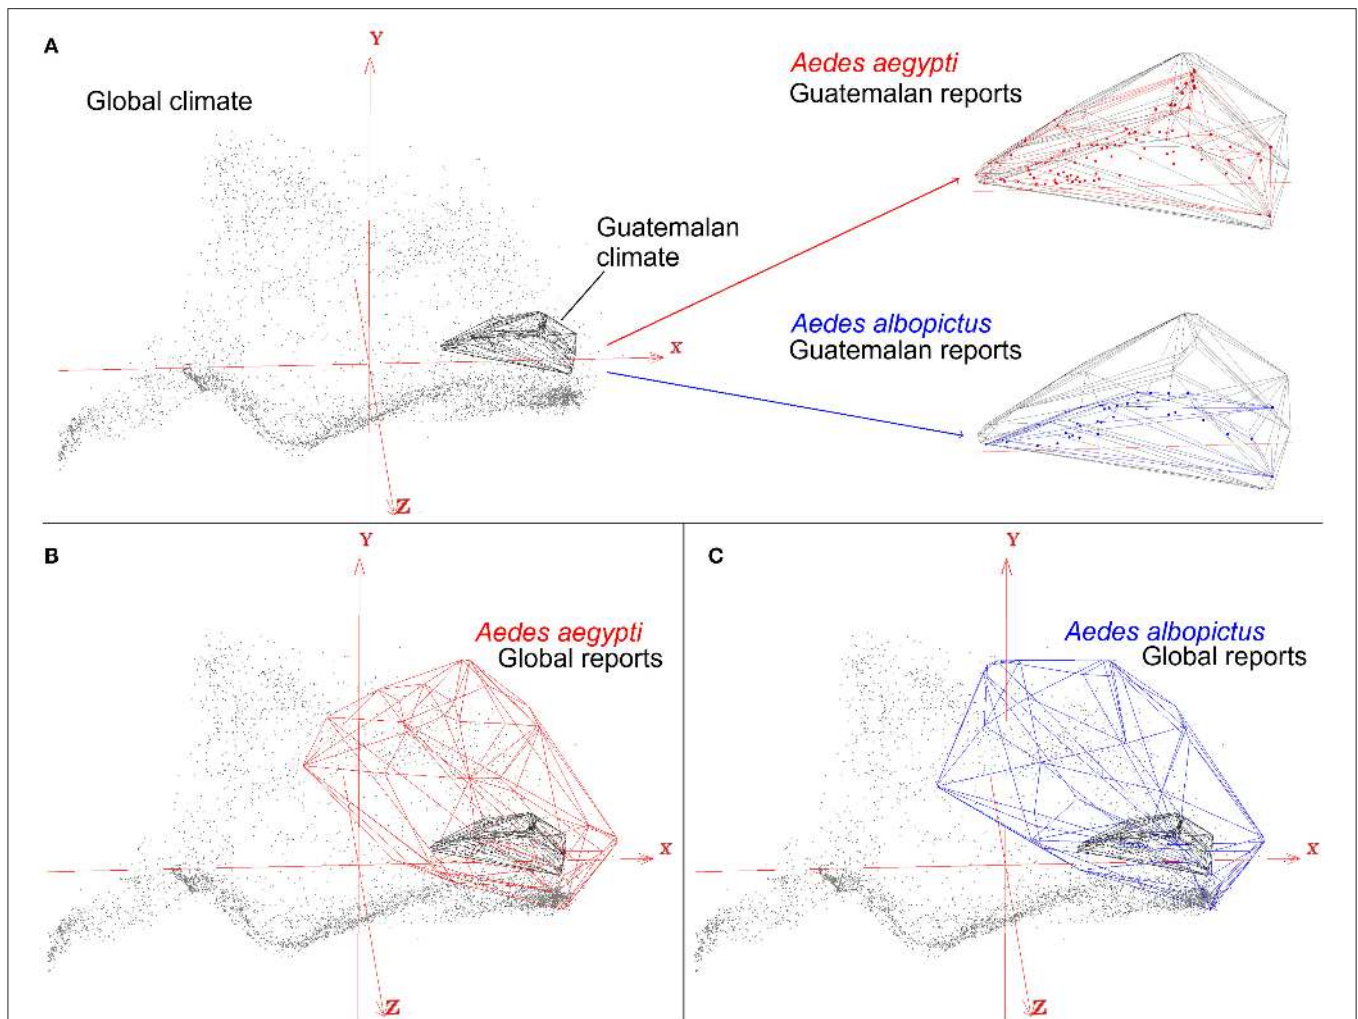 A
Y
Global climate
Aedes aegypti
Guatemalan reports
Guatemalan
climate
Aedes albopictus
Guatemalan reports
X
Z
B
Y
Aedes aegypti
Global reports
X
Z
C
Y
Aedes albopictus
Global reports
X
Z